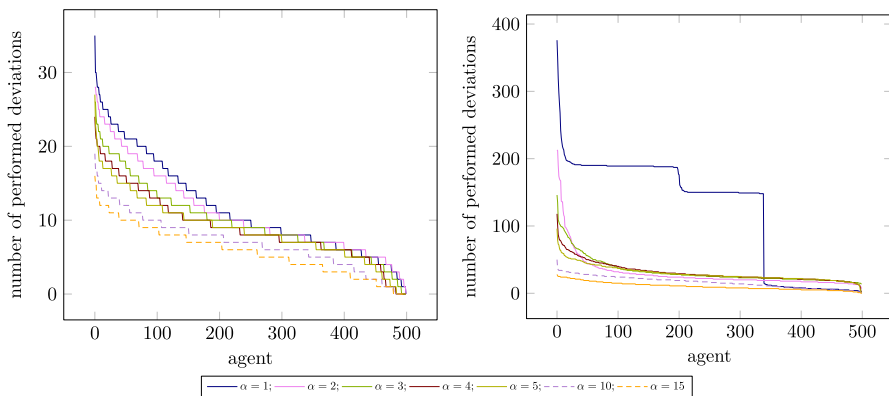 number of performed deviations
30
20
10
0
0 100 200 300 400 500
agent
number of performed deviations
400
300
200
100
0
0 100 200 300 400 500
agent
α = 1; α = 2; α = 3; α = 4; α = 5; α = 10; α = 15